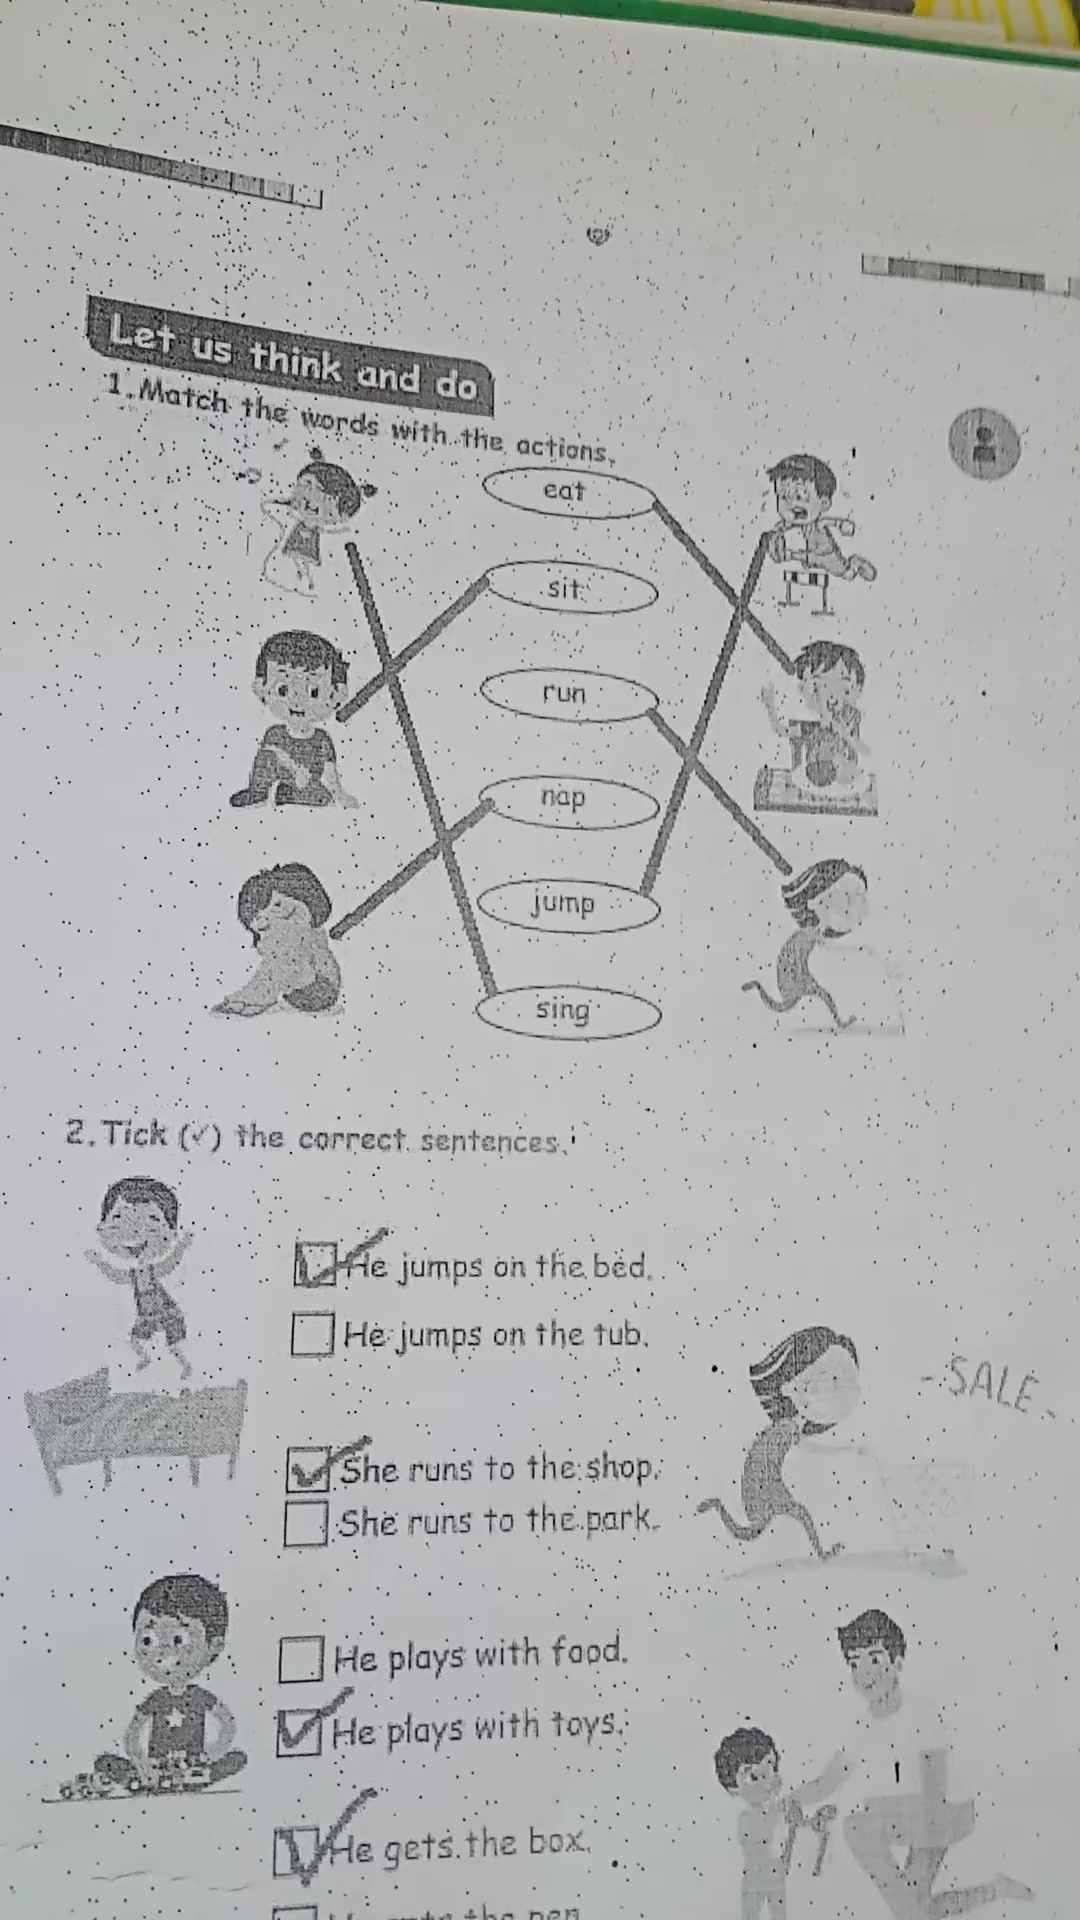 Let us think and do
1. Match the words with the actions.
eat
sit
run
nap
jump
sing
2. Tick (✓) the correct sentences.
He jumps on the bed.
He jumps on the tub.
-SALE-
She runs to the shop.
She runs to the park.
He plays with food.
He plays with toys.
He gets the box.
the pen